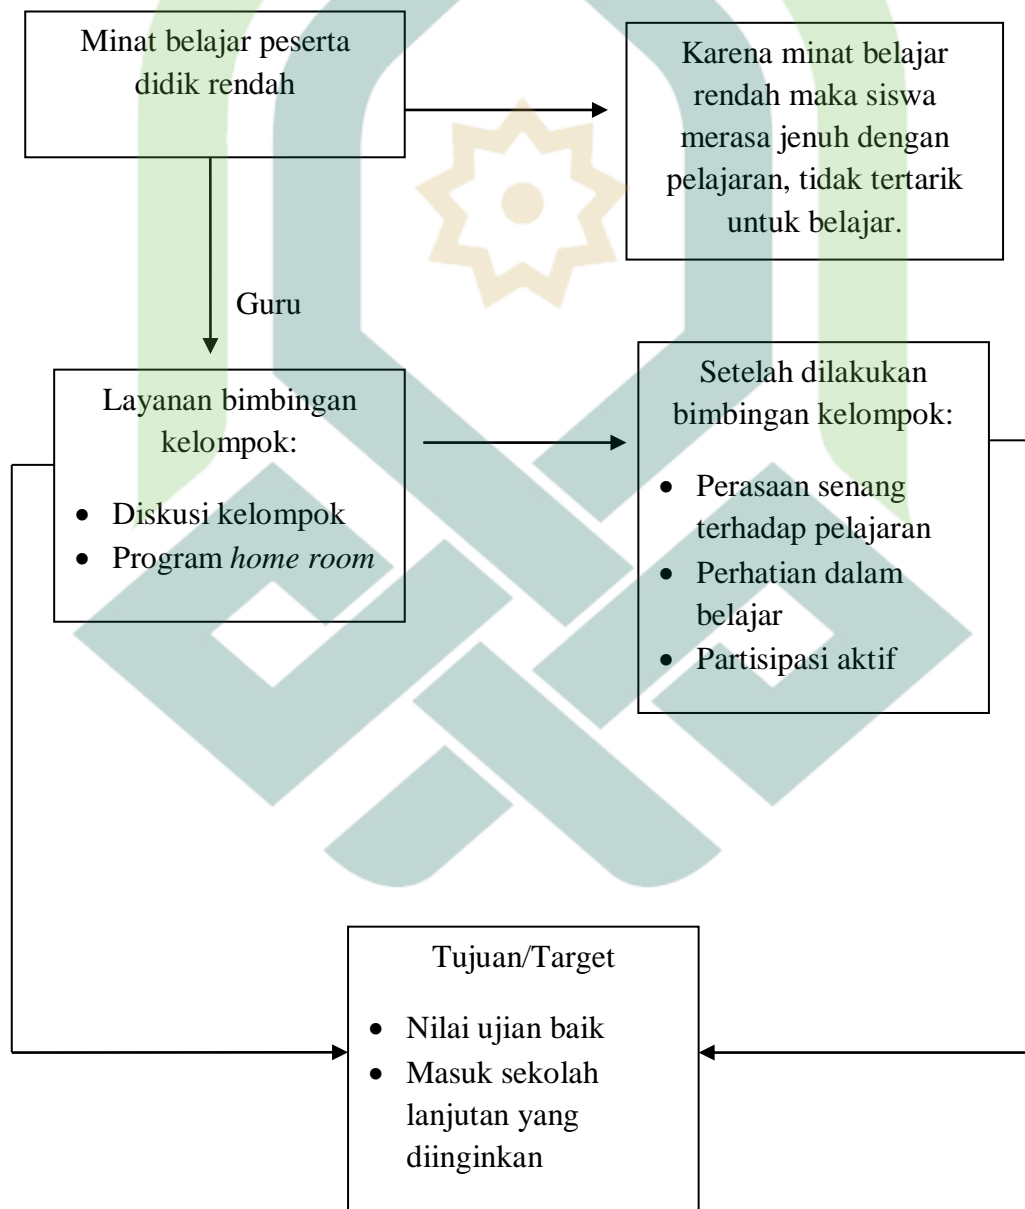 Minat belajar peserta
didik rendah
Karena minat belajar
rendah maka siswa
merasa jenuh dengan
pelajaran, tidak tertarik
untuk belajar.
Guru
Layanan bimbingan
kelompok:
• Diskusi kelompok
• Program home room
Setelah dilakukan
bimbingan kelompok:
• Perasaan senang
terhadap pelajaran
• Perhatian dalam
belajar
• Partisipasi aktif
Tujuan/Target
• Nilai ujian baik
• Masuk sekolah
lanjutan yang
diinginkan